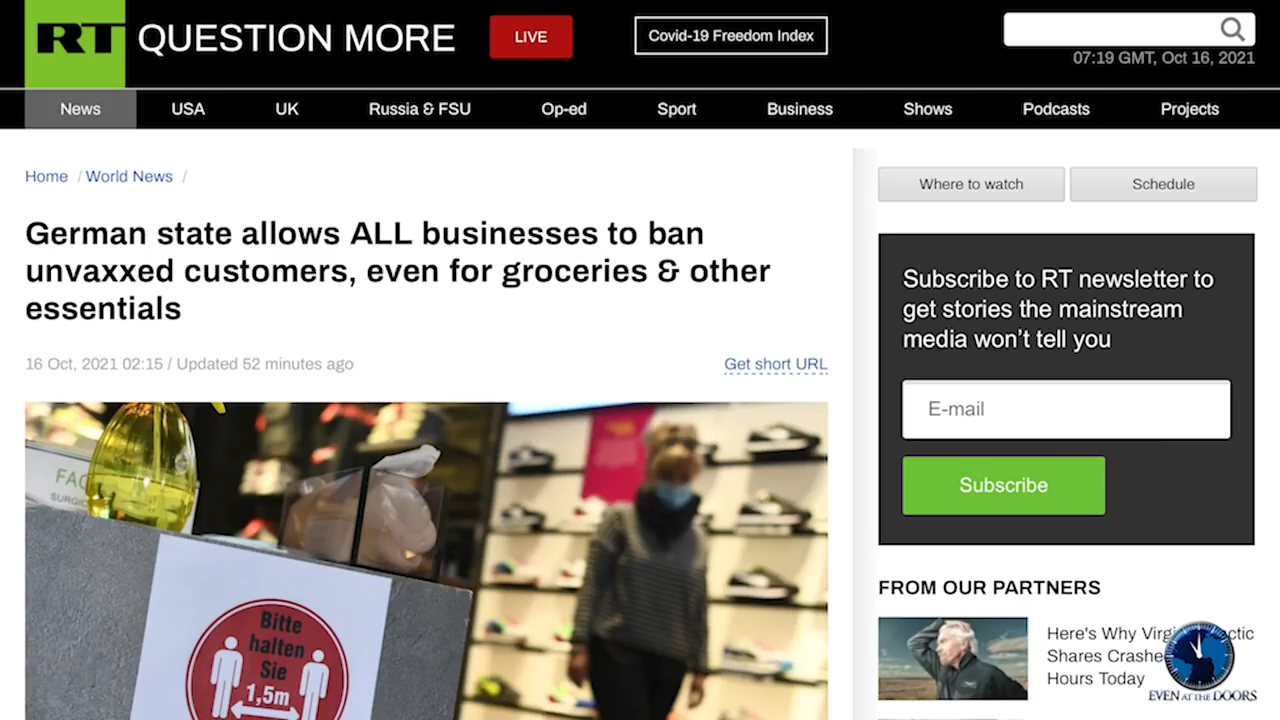 RT QUESTION MORE
LIVE
Covid-19 Freedom Index
07:19 GMT, Oct 16, 2021
News
USA
UK
Russia & FSU
Op-ed
Sport
Business
Shows
Podcasts
Projects
Home / World News /
German state allows ALL businesses to ban
unvaxxed customers, even for groceries & other
essentials
16 Oct, 2021 02:15 / Updated 52 minutes ago
Get short URL
Bitte
halten
Sie
1,5m
Where to watch
Schedule
Subscribe to RT newsletter to
get stories the mainstream
media won't tell you
E-mail
Subscribe
FROM OUR PARTNERS
Here's Why
Shares
Hours Today
EVEN AT THE DOORS